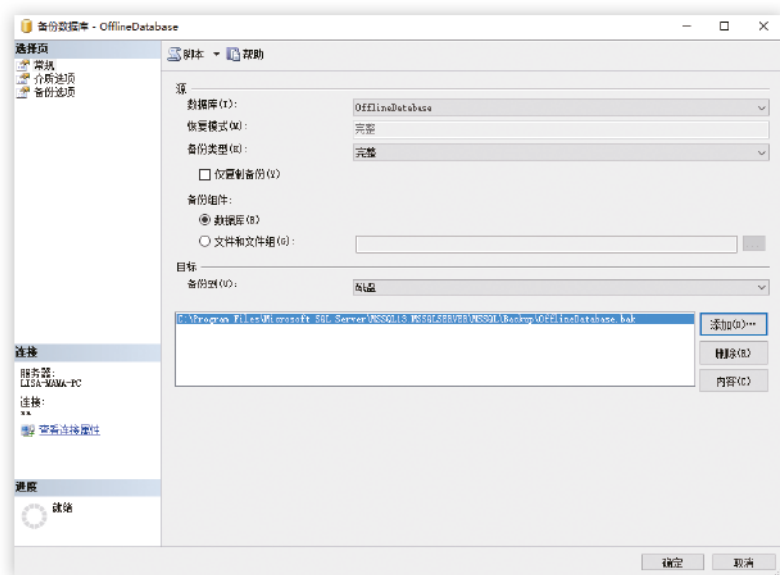 备份数据库 - OfflineDatabase
选择页
常规
介质选项
备份选项
脚本
帮助
源
数据库(T):
OfflineDatabase
恢复模式(M):
完整
备份类型(K):
完整
仅复制备份(Y)
备份组件:
数据库(B)
文件和文件组(G):
目标
备份到(U):
磁盘
C:\Program Files\Microsoft SQL Server\MSSQL13.MSSQLSERVER\MSSQL\Backup\OfflineDatabase.bak
添加(D)...
删除(R)
内容(C)
连接
服务器:
LISA-MAMA-PC
连接:
查看连接属性
进度
就绪
确定
取消